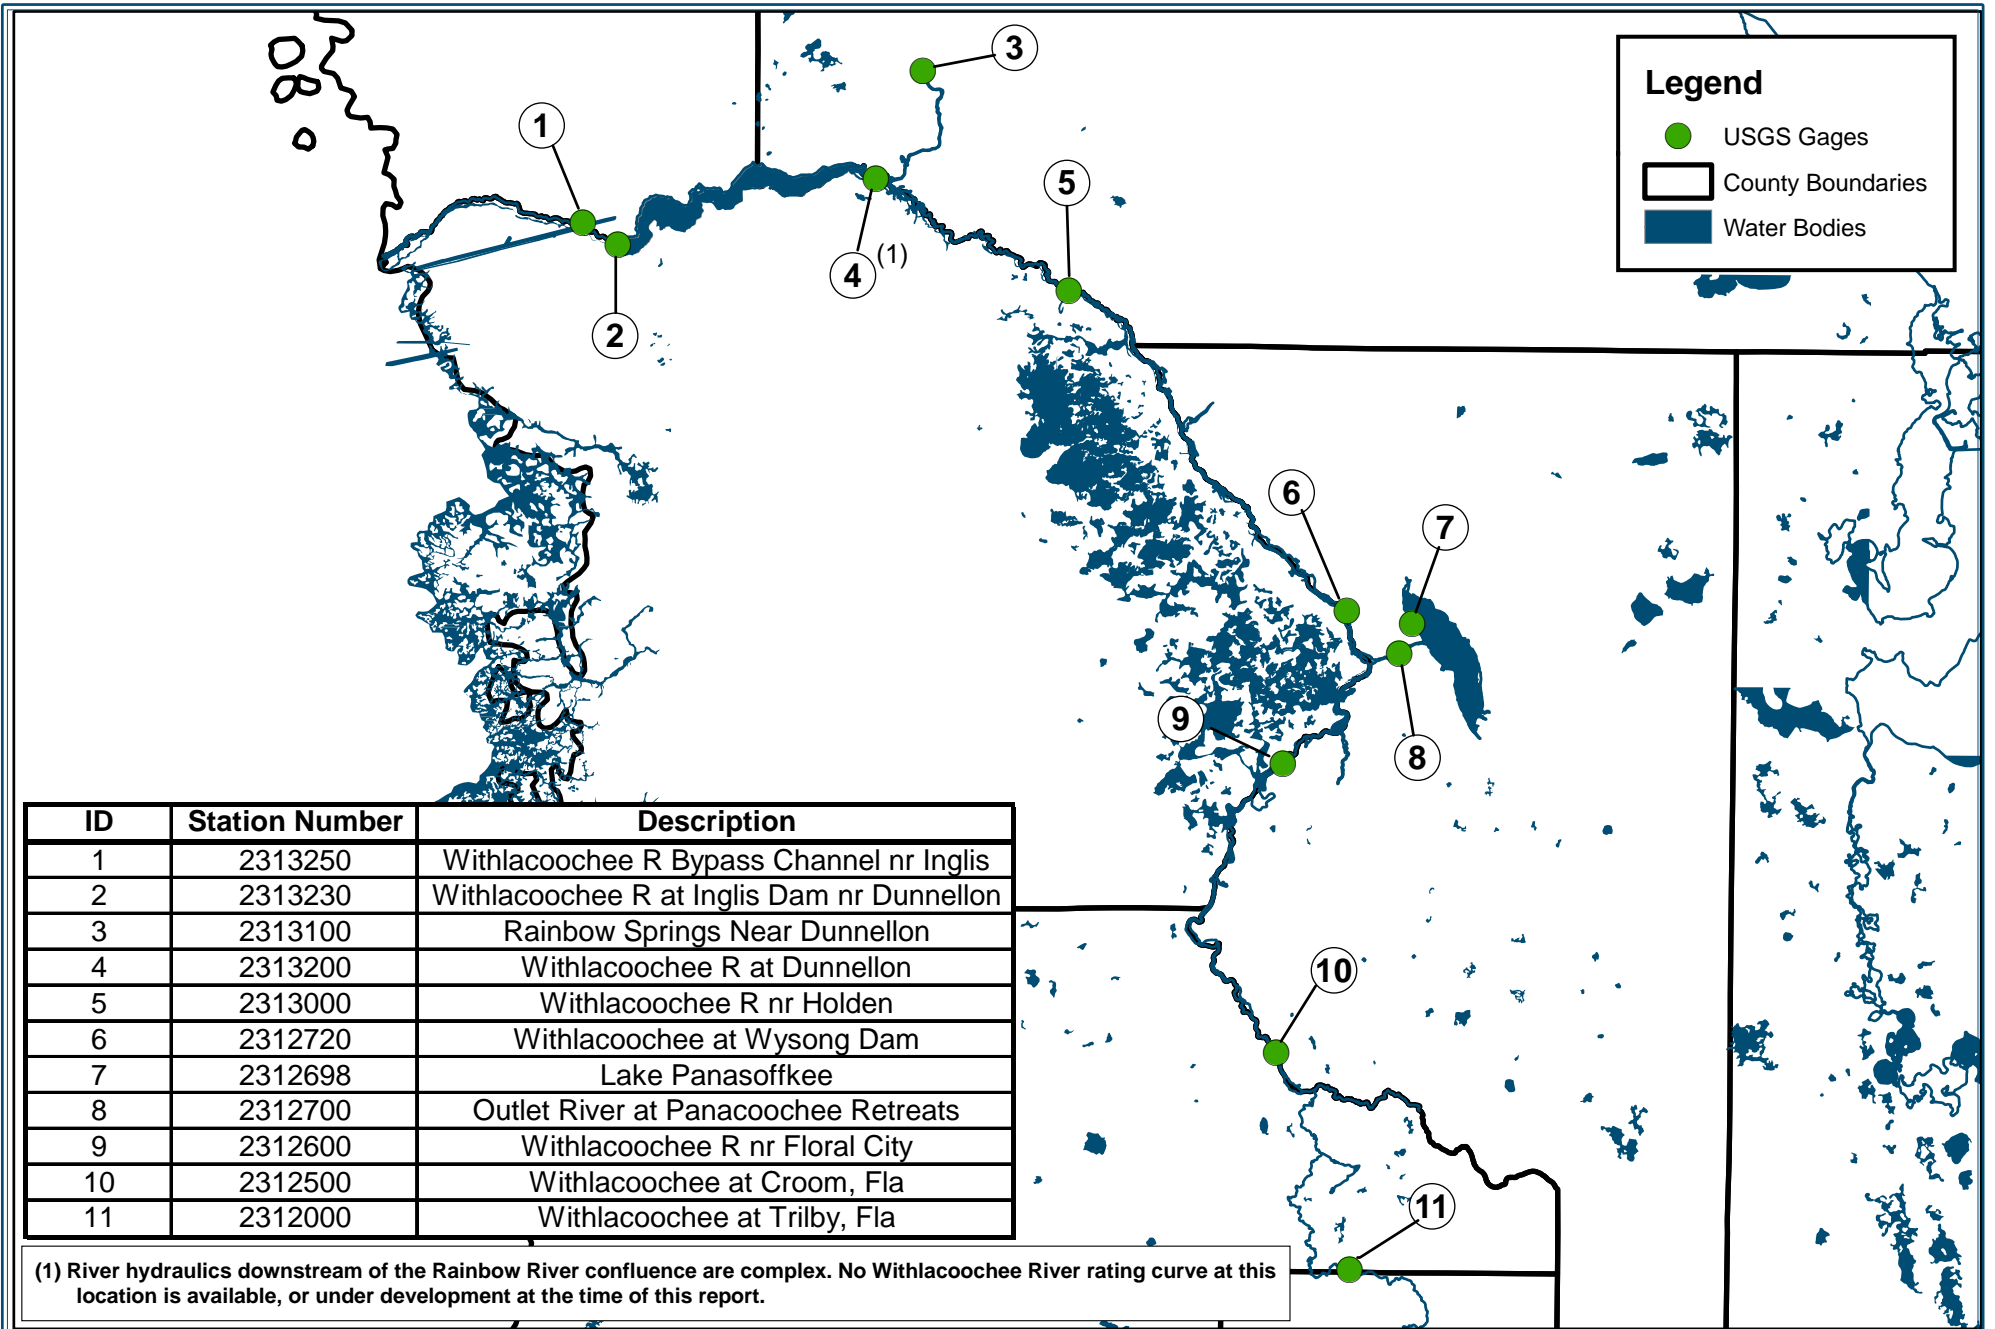 3
1
5
4 (1)
2
6
7
9
8
10
11
Legend
USGS Gages
County Boundaries
Water Bodies
ID Station Number Description
1 2313250 Withlacoochee R Bypass Channel nr Inglis
2 2313230 Withlacoochee R at Inglis Dam nr Dunnellon
3 2313100 Rainbow Springs Near Dunnellon
4 2313200 Withlacoochee R at Dunnellon
5 2313000 Withlacoochee R nr Holden
6 2312720 Withlacoochee at Wysong Dam
7 2312698 Lake Panasoffkee
8 2312700 Outlet River at Panacoochee Retreats
9 2312600 Withlacoochee R nr Floral City
10 2312500 Withlacoochee at Croom, Fla
11 2312000 Withlacoochee at Trilby, Fla
(1) River hydraulics downstream of the Rainbow River confluence are complex. No Withlacoochee River rating curve at this
location is available, or under development at the time of this report.